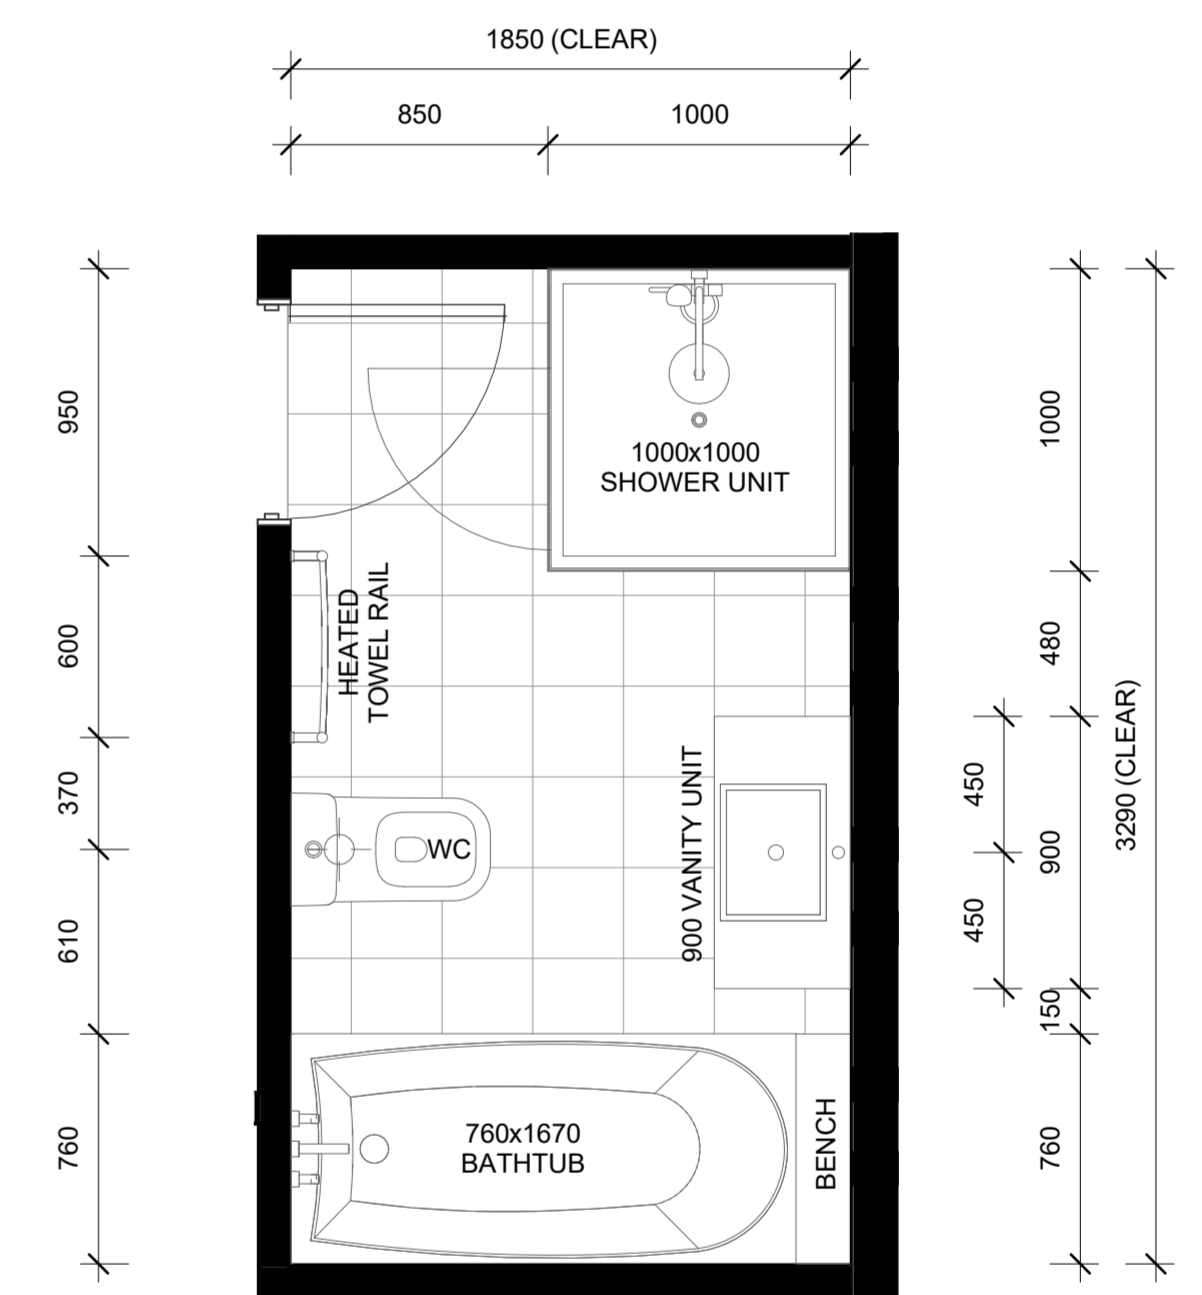 1850 (CLEAR)
850
1000
950
600
370
610
760
1000x1000
SHOWER UNIT
HEATED
TOWEL RAIL
WC
900 VANITY UNIT
760x1670
BATHTUB
BENCH
450
450
1000
480
900
150
760
3290 (CLEAR)